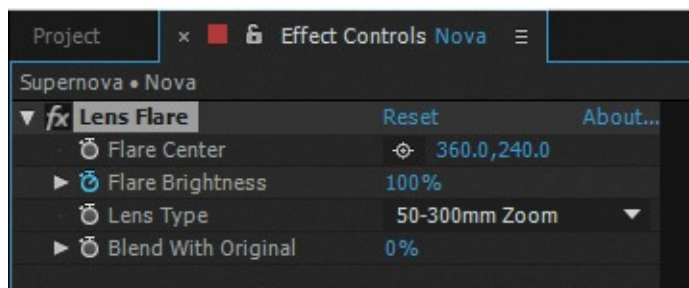 Project × Effect Controls Nova ≡
Supernova • Nova
fx Lens Flare Reset About...
Flare Center 360.0,240.0
Flare Brightness 100%
Lens Type 50-300mm Zoom
Blend With Original 0%